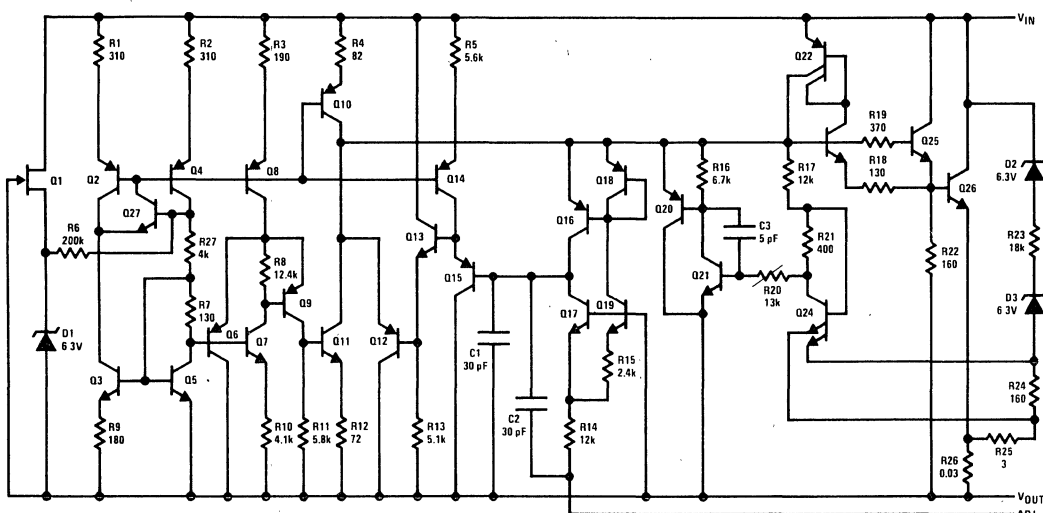 V_IN
R1
310
R2
310
R3
190
R4
82
R5
5.6k
Q22
Q10
R19
370
Q25
R18
130
Q1
Q2
Q4
Q8
Q14
Q18
R16
6.7k
R17
12k
Q26
D2
6.3V
Q27
Q16
Q20
C3
5 pF
R6
200k
R27
4k
Q13
R21
400
R23
18k
R8
12.4k
Q15
Q21
R20
13k
R22
160
R7
130
Q9
Q17
Q19
Q24
D3
6 3V
D1
6 3V
Q6
Q7
Q11
Q12
C1
30 pF
R15
2.4k
Q3
Q5
R24
160
C2
30 pF
R9
180
R10
4.1k
R11
5.8k
R12
72
R13
5.1k
R14
12k
R25
3
R26
0.03
V_OUT